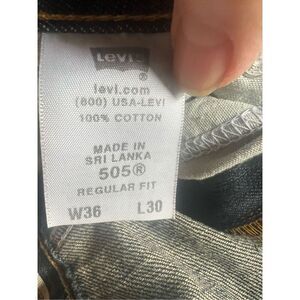 LEVI'S
®
levi.com
(800) USA-LEVI
100% COTTON
MADE IN
SRI LANKA
505®
REGULAR FIT
W36 L30